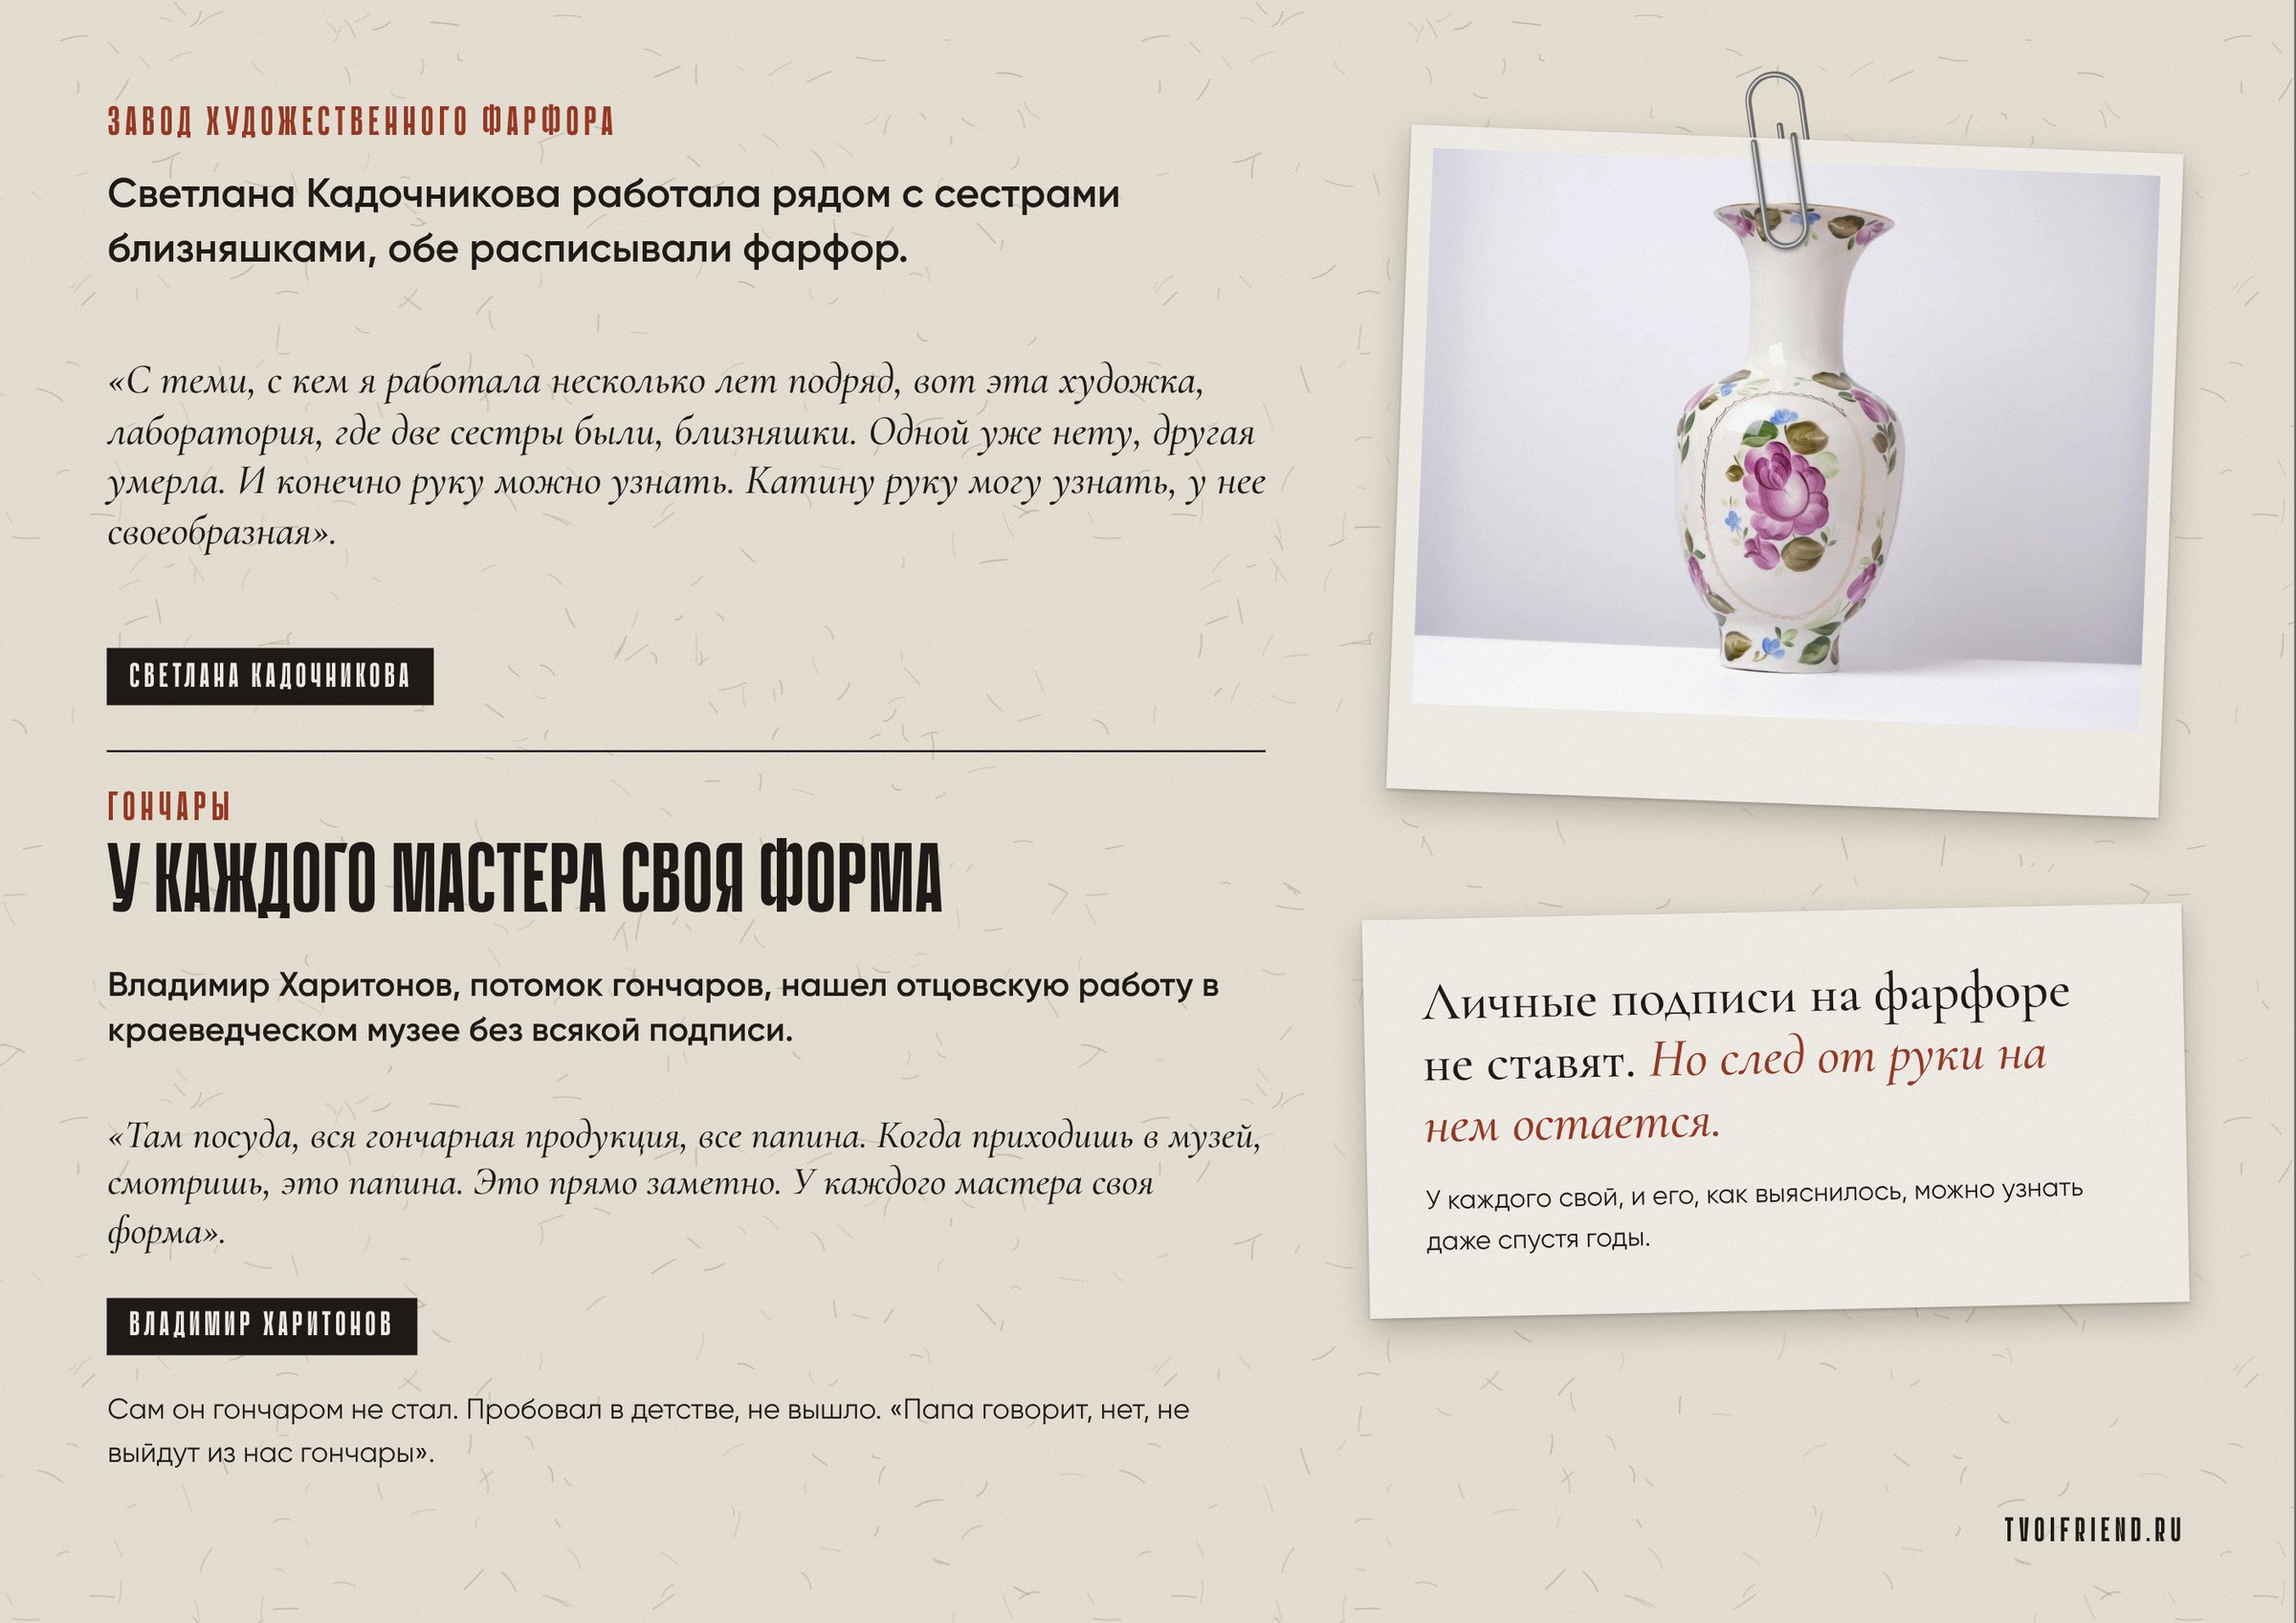 ЗАВОД ХУДОЖЕСТВЕННОГО ФАРФОРА
Светлана Кадочникова работала рядом с сестрами
близняшками, обе расписывали фарфор.
«С теми, с кем я работала несколько лет подряд, вот эта художка,
лаборатория, где две сестры были, близняшки. Одной уже нету, другая
умерла. И конечно руку можно узнать. Катину руку могу узнать, у нее
своеобразная».
СВЕТЛАНА КАДОЧНИКОВА
ГОНЧАРЫ
У КАЖДОГО МАСТЕРА СВОЯ ФОРМА
Владимир Харитонов, потомок гончаров, нашел отцовскую работу в
краеведческом музее без всякой подписи.
«Там посуда, вся гончарная продукция, все папина. Когда приходишь в музей,
смотришь, это папина. Это прямо заметно. У каждого мастера своя
форма».
ВЛАДИМИР ХАРИТОНОВ
Сам он гончаром не стал. Пробовал в детстве, не вышло. «Папа говорит, нет, не
выйдут из нас гончары».
Личные подписи на фарфоре
не ставят. Но след от руки на
нем остается.
У каждого свой, и его, как выяснилось, можно узнать
даже спустя годы.
TVOIFRIEND.RU